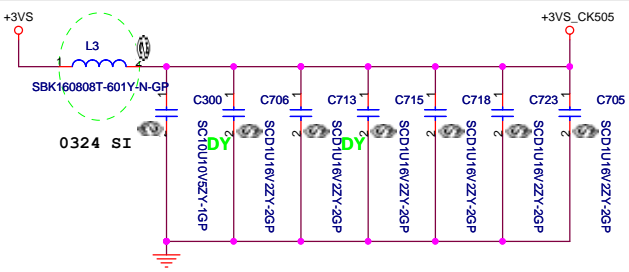 +3VS
+3VS_CK505
L3
1
2
SBK160808T-601Y-N-GP
1
1
1
1
1
1
1
C300
C706
C713
C715
C718
C723
C705
2
2
2
2
2
2
2
0324 SI
DY
DY
SC10U10V5ZY-1GP
SCD1U16V2ZY-2GP
SCD1U16V2ZY-2GP
SCD1U16V2ZY-2GP
SCD1U16V2ZY-2GP
SCD1U16V2ZY-2GP
SCD1U16V2ZY-2GP